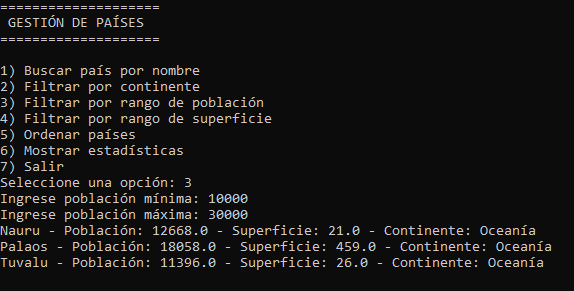 ====================
GESTIÓN DE PAÍSES
====================
1) Buscar país por nombre
2) Filtrar por continente
3) Filtrar por rango de población
4) Filtrar por rango de superficie
5) Ordenar países
6) Mostrar estadísticas
7) Salir
Seleccione una opción: 3
Ingrese población mínima: 10000
Ingrese población máxima: 30000
Nauru - Población: 12668.0 - Superficie: 21.0 - Continente: Oceanía
Palaos - Población: 18058.0 - Superficie: 459.0 - Continente: Oceanía
Tuvalu - Población: 11396.0 - Superficie: 26.0 - Continente: Oceanía